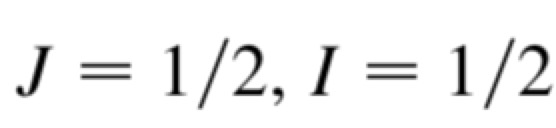 J = 1/2, I = 1/2